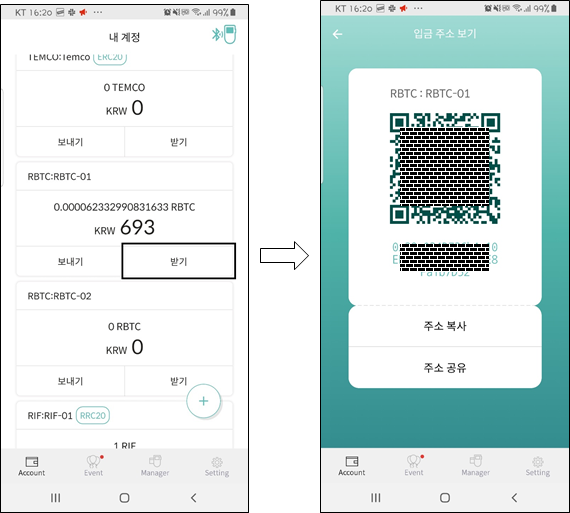 KT 16:20
99%
내 계정
TEMCO:Temco ERC20
0 TEMCO
KRW 0
보내기 받기
RBTC:RBTC-01
0.000062332990831633 RBTC
KRW 693
보내기 받기
RBTC:RBTC-02
0 RBTC
KRW 0
보내기 받기
+
RIF:RIF-01 RRC20
1 RIF
Account Event Manager Setting
KT 16:20
99%
입금 주소 보기
RBTC : RBTC-01
주소 복사
주소 공유
Account Event Manager Setting